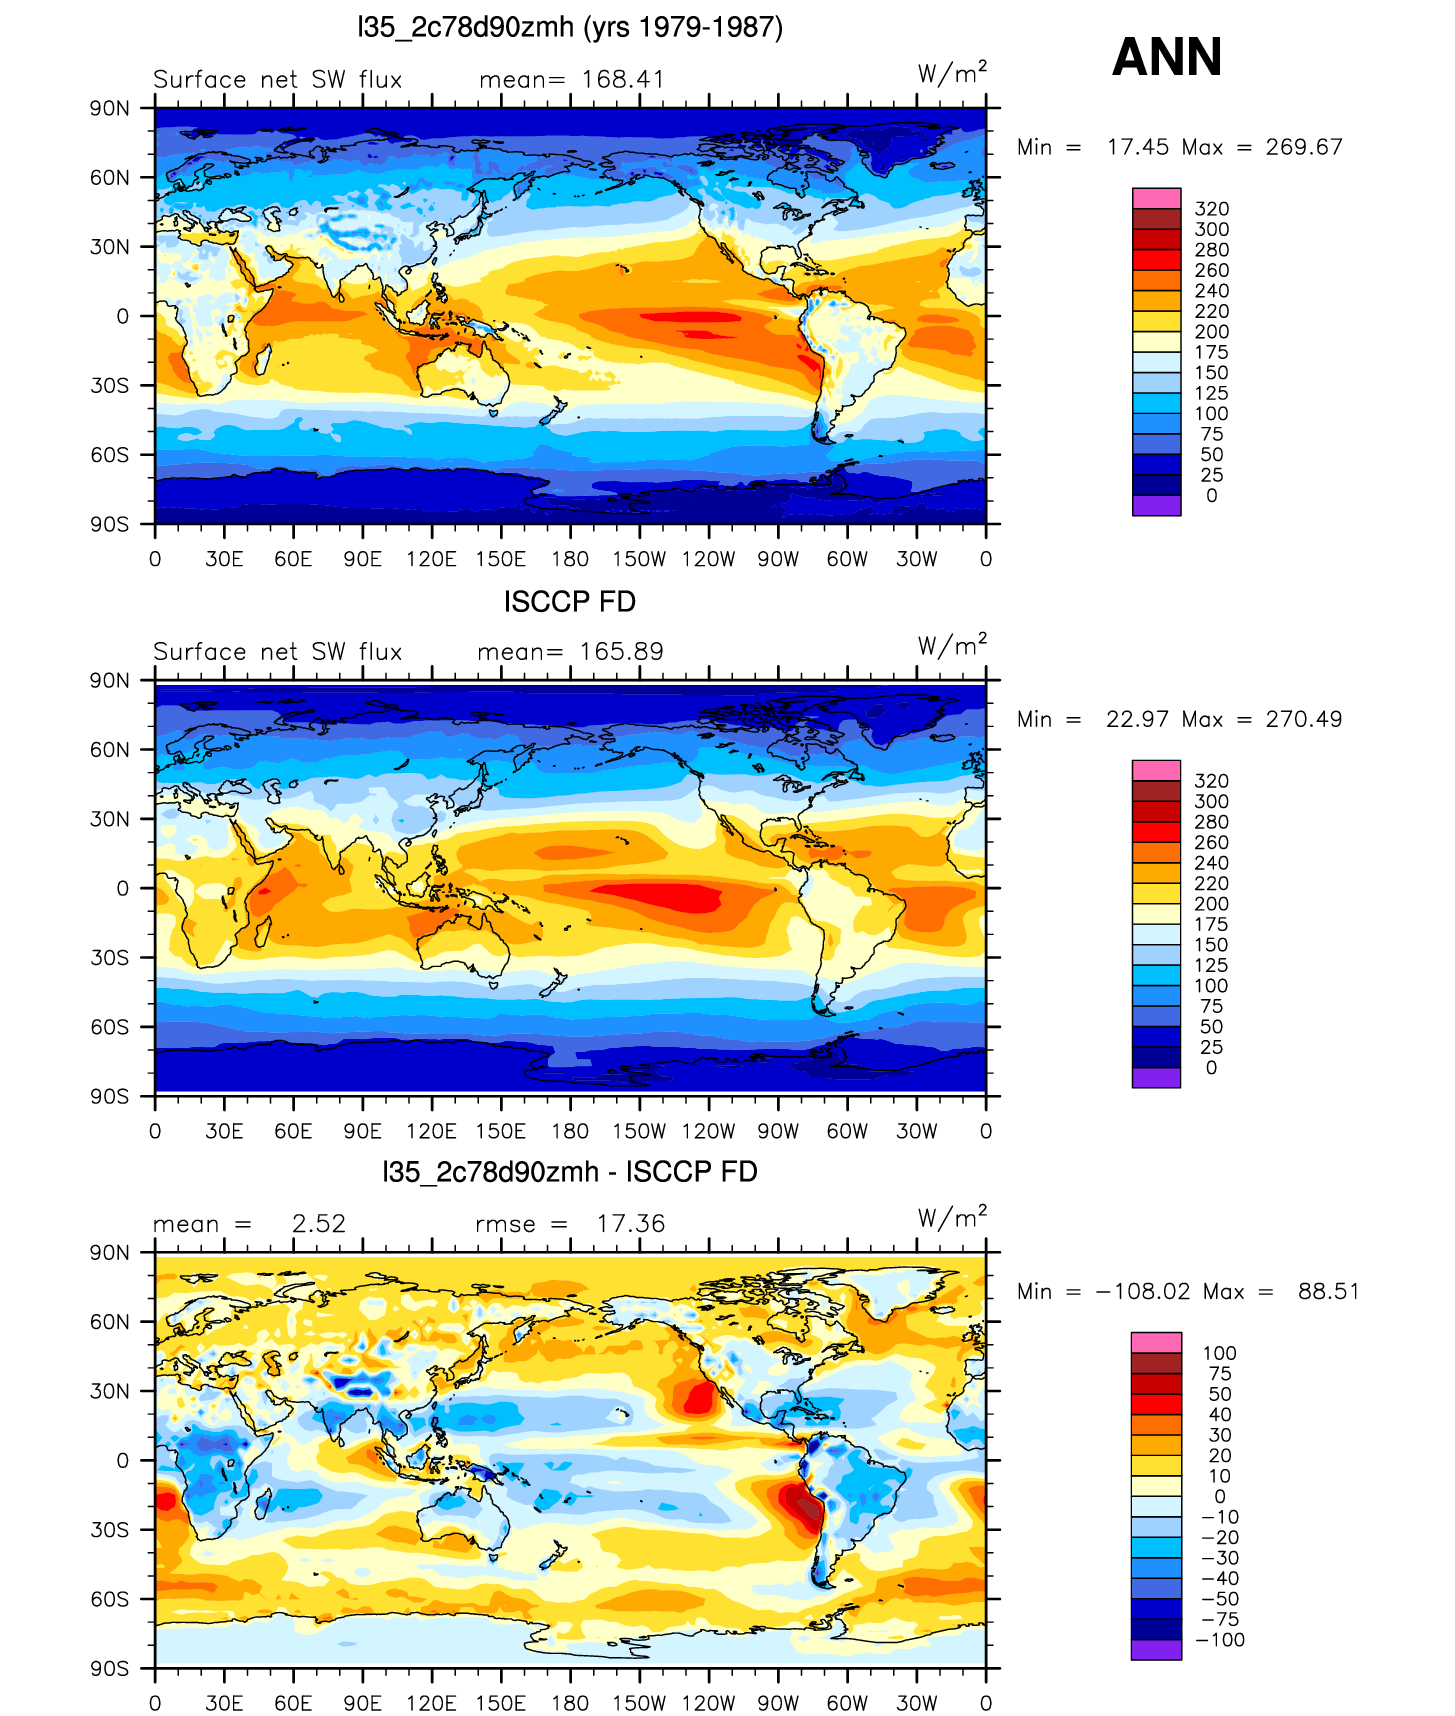 l35_2c78d90zmh (yrs 1979-1987)
ANN
Surface net SW flux mean= 168.41 W/m²
Min = 17.45 Max = 269.67
90N
60N
30N
0
30S
60S
90S
0 30E 60E 90E 120E 150E 180 150W 120W 90W 60W 30W 0
320
300
280
260
240
220
200
175
150
125
100
75
50
25
0
ISCCP FD
Surface net SW flux mean= 165.89 W/m²
Min = 22.97 Max = 270.49
90N
60N
30N
0
30S
60S
90S
0 30E 60E 90E 120E 150E 180 150W 120W 90W 60W 30W 0
320
300
280
260
240
220
200
175
150
125
100
75
50
25
0
l35_2c78d90zmh - ISCCP FD
mean = 2.52 rmse = 17.36 W/m²
Min = −108.02 Max = 88.51
90N
60N
30N
0
30S
60S
90S
0 30E 60E 90E 120E 150E 180 150W 120W 90W 60W 30W 0
100
75
50
40
30
20
10
0
−10
−20
−30
−40
−50
−75
−100